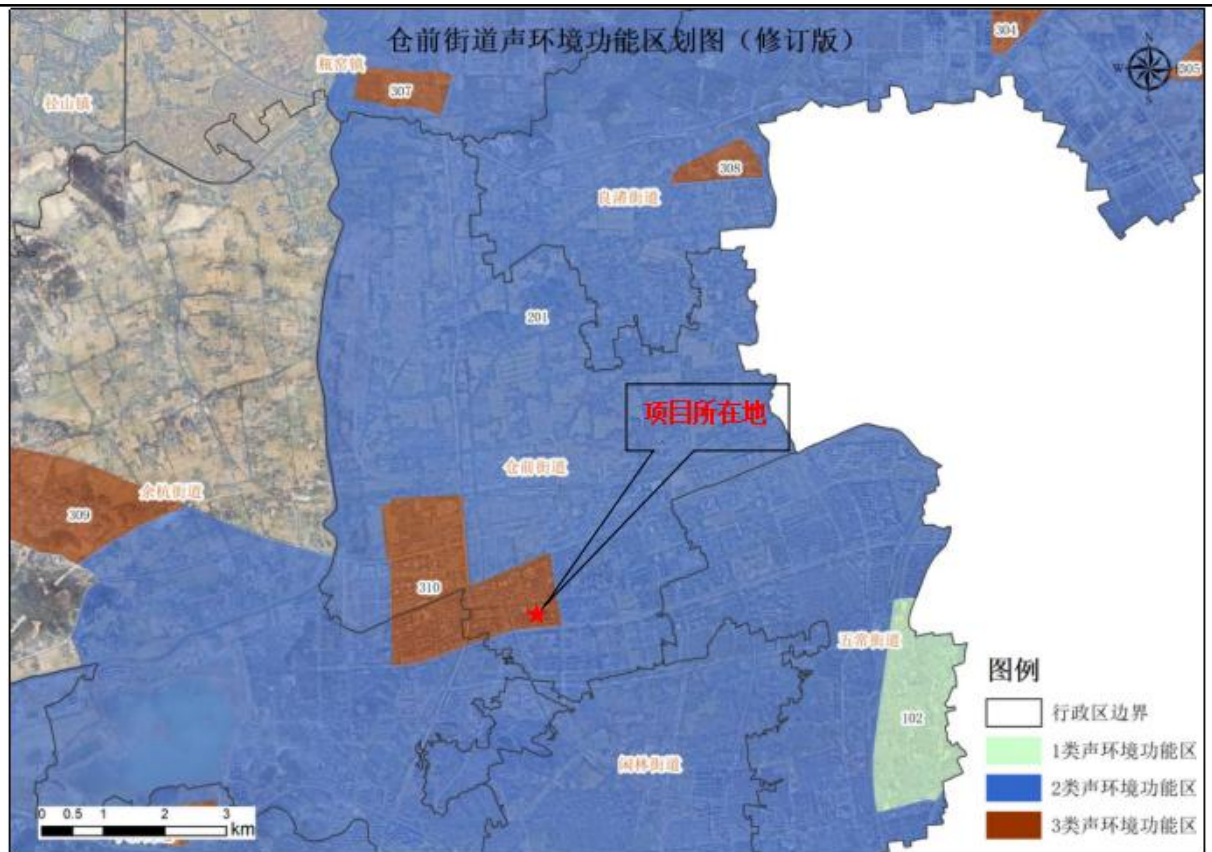 仓前街道声环境功能区划图（修订版）
304
N
W
E
S
305
瓶窑镇
307
径山镇
308
良渚街道
201
项目所在地
仓前街道
余杭街道
309
310
五常街道
102
闲林街道
图例
行政区边界
1类声环境功能区
2类声环境功能区
3类声环境功能区
0 0.5 1 2 3
km